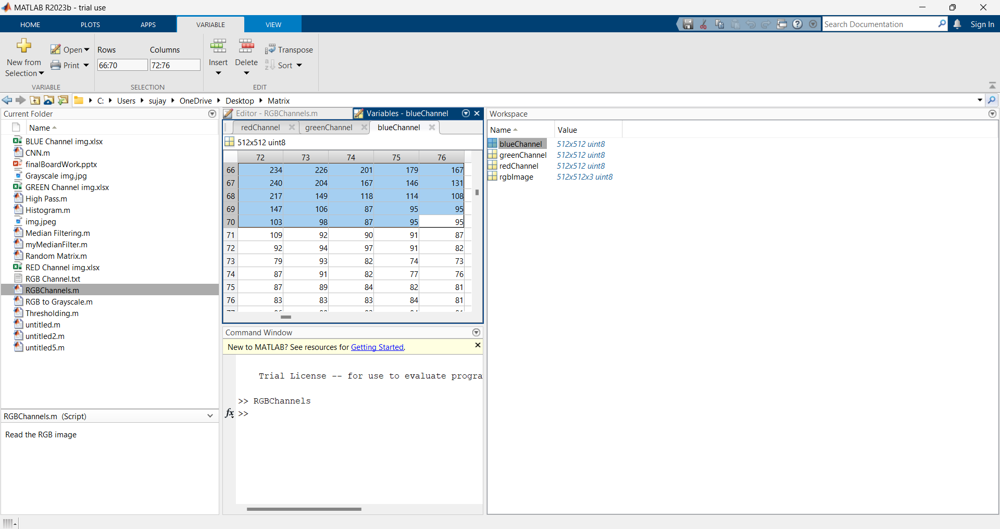 MATLAB R2023b - trial use
HOME PLOTS APPS VARIABLE VIEW
Search Documentation
Sign In
New from Selection
Open
Print
Rows
66:70
Columns
72:76
Insert
Delete
Transpose
Sort
VARIABLE SELECTION EDIT
C: Users sujay OneDrive Desktop Matrix
Current Folder
Name
BLUE Channel img.xlsx
CNN.m
finalBoardWork.pptx
Grayscale img.jpg
GREEN Channel img.xlsx
High Pass.m
Histogram.m
img.jpeg
Median Filtering.m
myMedianFilter.m
Random Matrix.m
RED Channel img.xlsx
RGB Channel.txt
RGBChannels.m
RGB to Grayscale.m
Thresholding.m
untitled.m
untitled2.m
untitled5.m
RGBChannels.m (Script)
Read the RGB image
Editor - RGBChannels.m
Variables - blueChannel
redChannel greenChannel blueChannel
512x512 uint8
72 73 74 75 76
66 234 226 201 179 167
67 240 204 167 146 131
68 217 149 118 114 108
69 147 106 87 95 95
70 103 98 87 95 95
71 109 92 90 91 87
72 92 94 97 91 82
73 79 93 82 74 73
74 87 91 82 77 76
75 87 89 84 82 81
76 83 83 83 84 81
Command Window
New to MATLAB? See resources for Getting Started.
Trial License -- for use to evaluate progra
>> RGBChannels
fx >>
Workspace
Name Value
blueChannel 512x512 uint8
greenChannel 512x512 uint8
redChannel 512x512 uint8
rgbImage 512x512x3 uint8